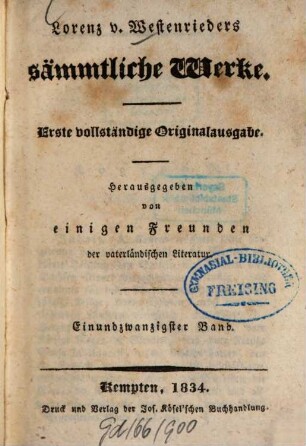 Lorenz v. Westenrieders
sämmtliche Werke.
Erste vollständige Originalausgabe.
Herausgegeben
von
einigen Freunden
der vaterländischen Literatur.
GYMNASIAL-BIBLIOTHEK
FREISING
Einundzwanzigster Band.
Kempten, 1834.
Druck und Verlag der Jos. Kösel'schen Buchhandlung.